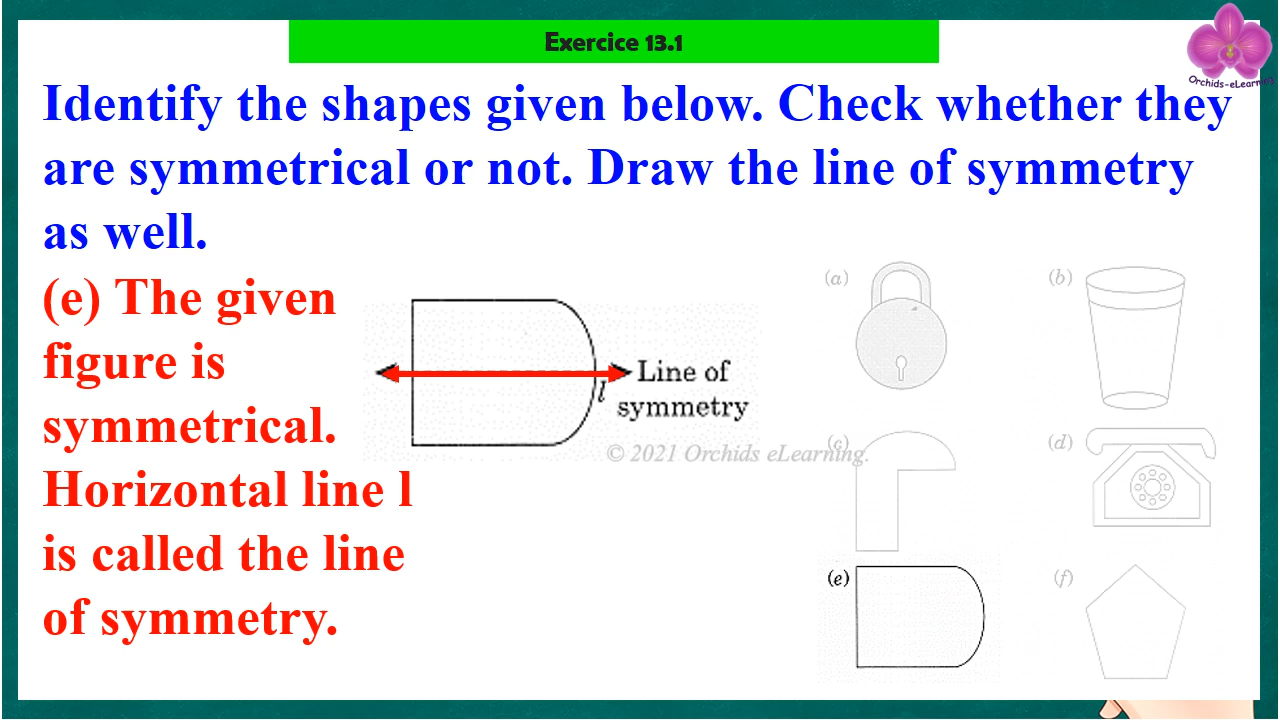 Exercice 13.1
Orchids-eLearning
Identify the shapes given below. Check whether they
are symmetrical or not. Draw the line of symmetry
as well.
(e) The given
figure is
symmetrical.
Horizontal line l
is called the line
of symmetry.
Line of
symmetry
l
© 2021 Orchids eLearning.
(a)
(b)
(c)
(d)
(e)
(f)